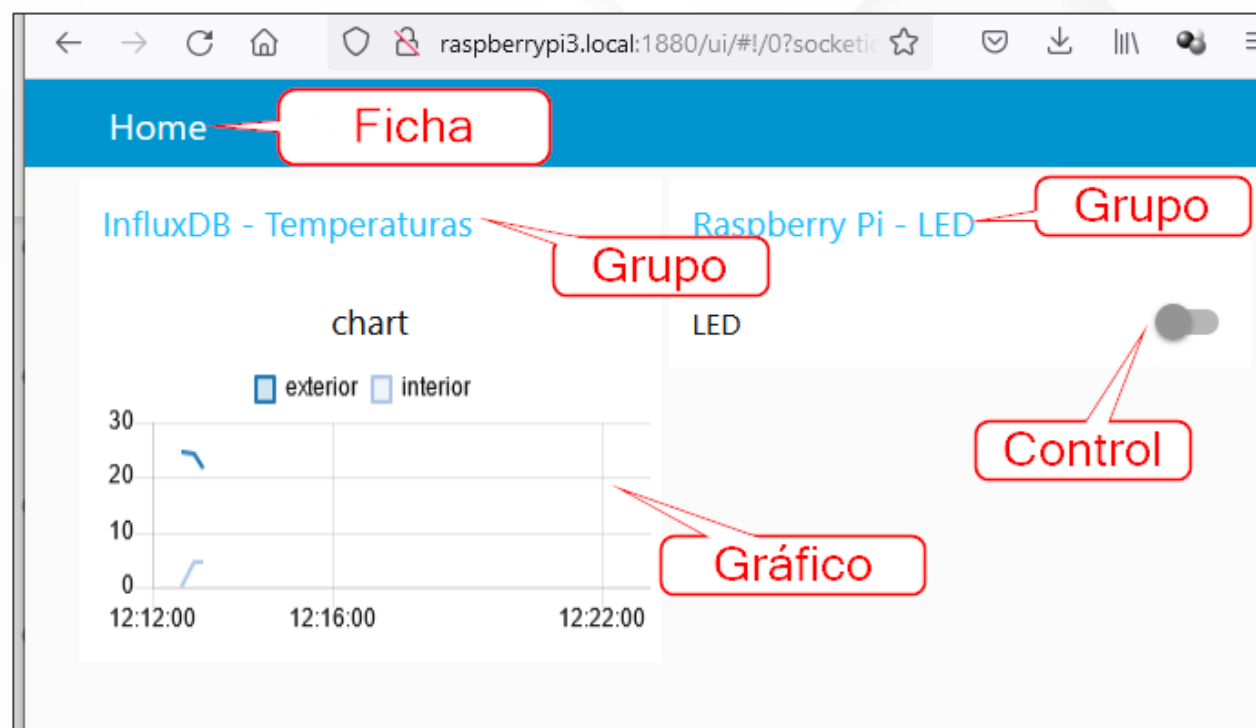 raspberrypi3.local:1880/ui/#!/0?socketic
Home
Ficha
InfluxDB - Temperaturas
Grupo
Raspberry Pi - LED
Grupo
chart
LED
exterior interior
30
20
10
0
12:12:00 12:16:00 12:22:00
Control
Gráfico